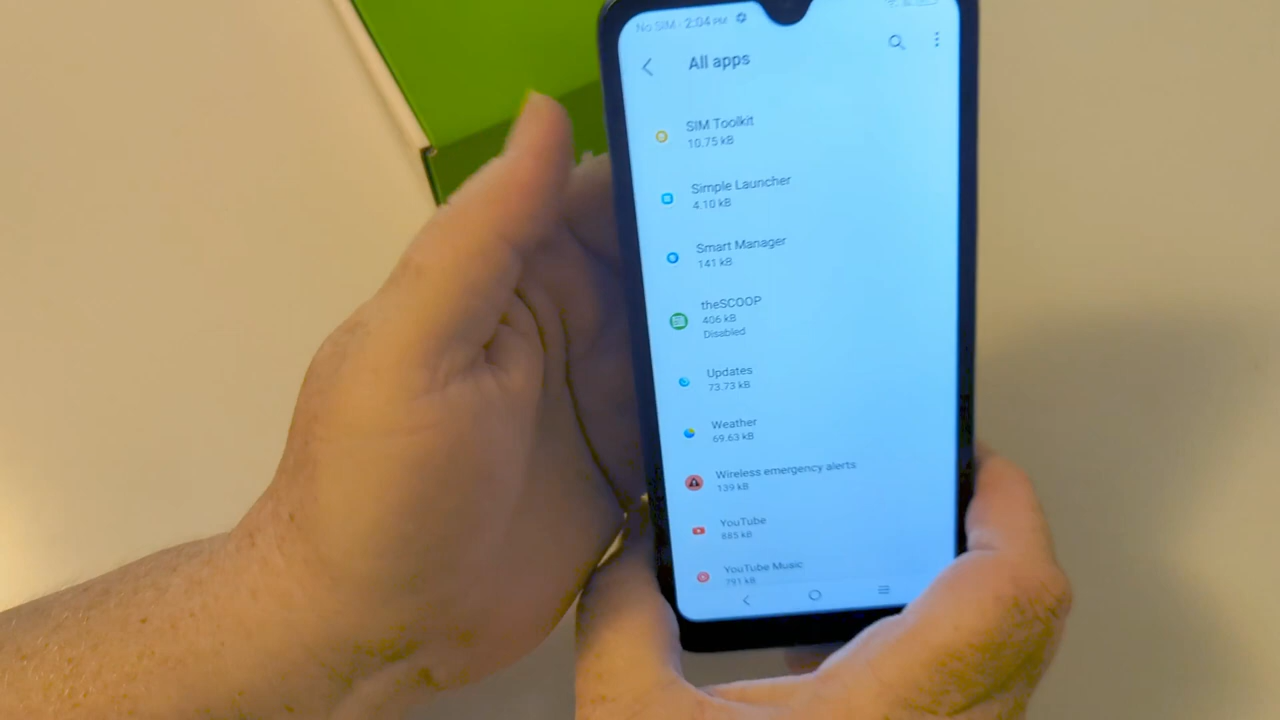 No SIM 2:04 PM
All apps
SIM Toolkit
10.75 kB
Simple Launcher
4.10 kB
Smart Manager
141 kB
theSCOOP
406 kB
Disabled
Updates
73.73 kB
Weather
69.63 kB
Wireless emergency alerts
139 kB
YouTube
885 kB
YouTube Music
791 kB